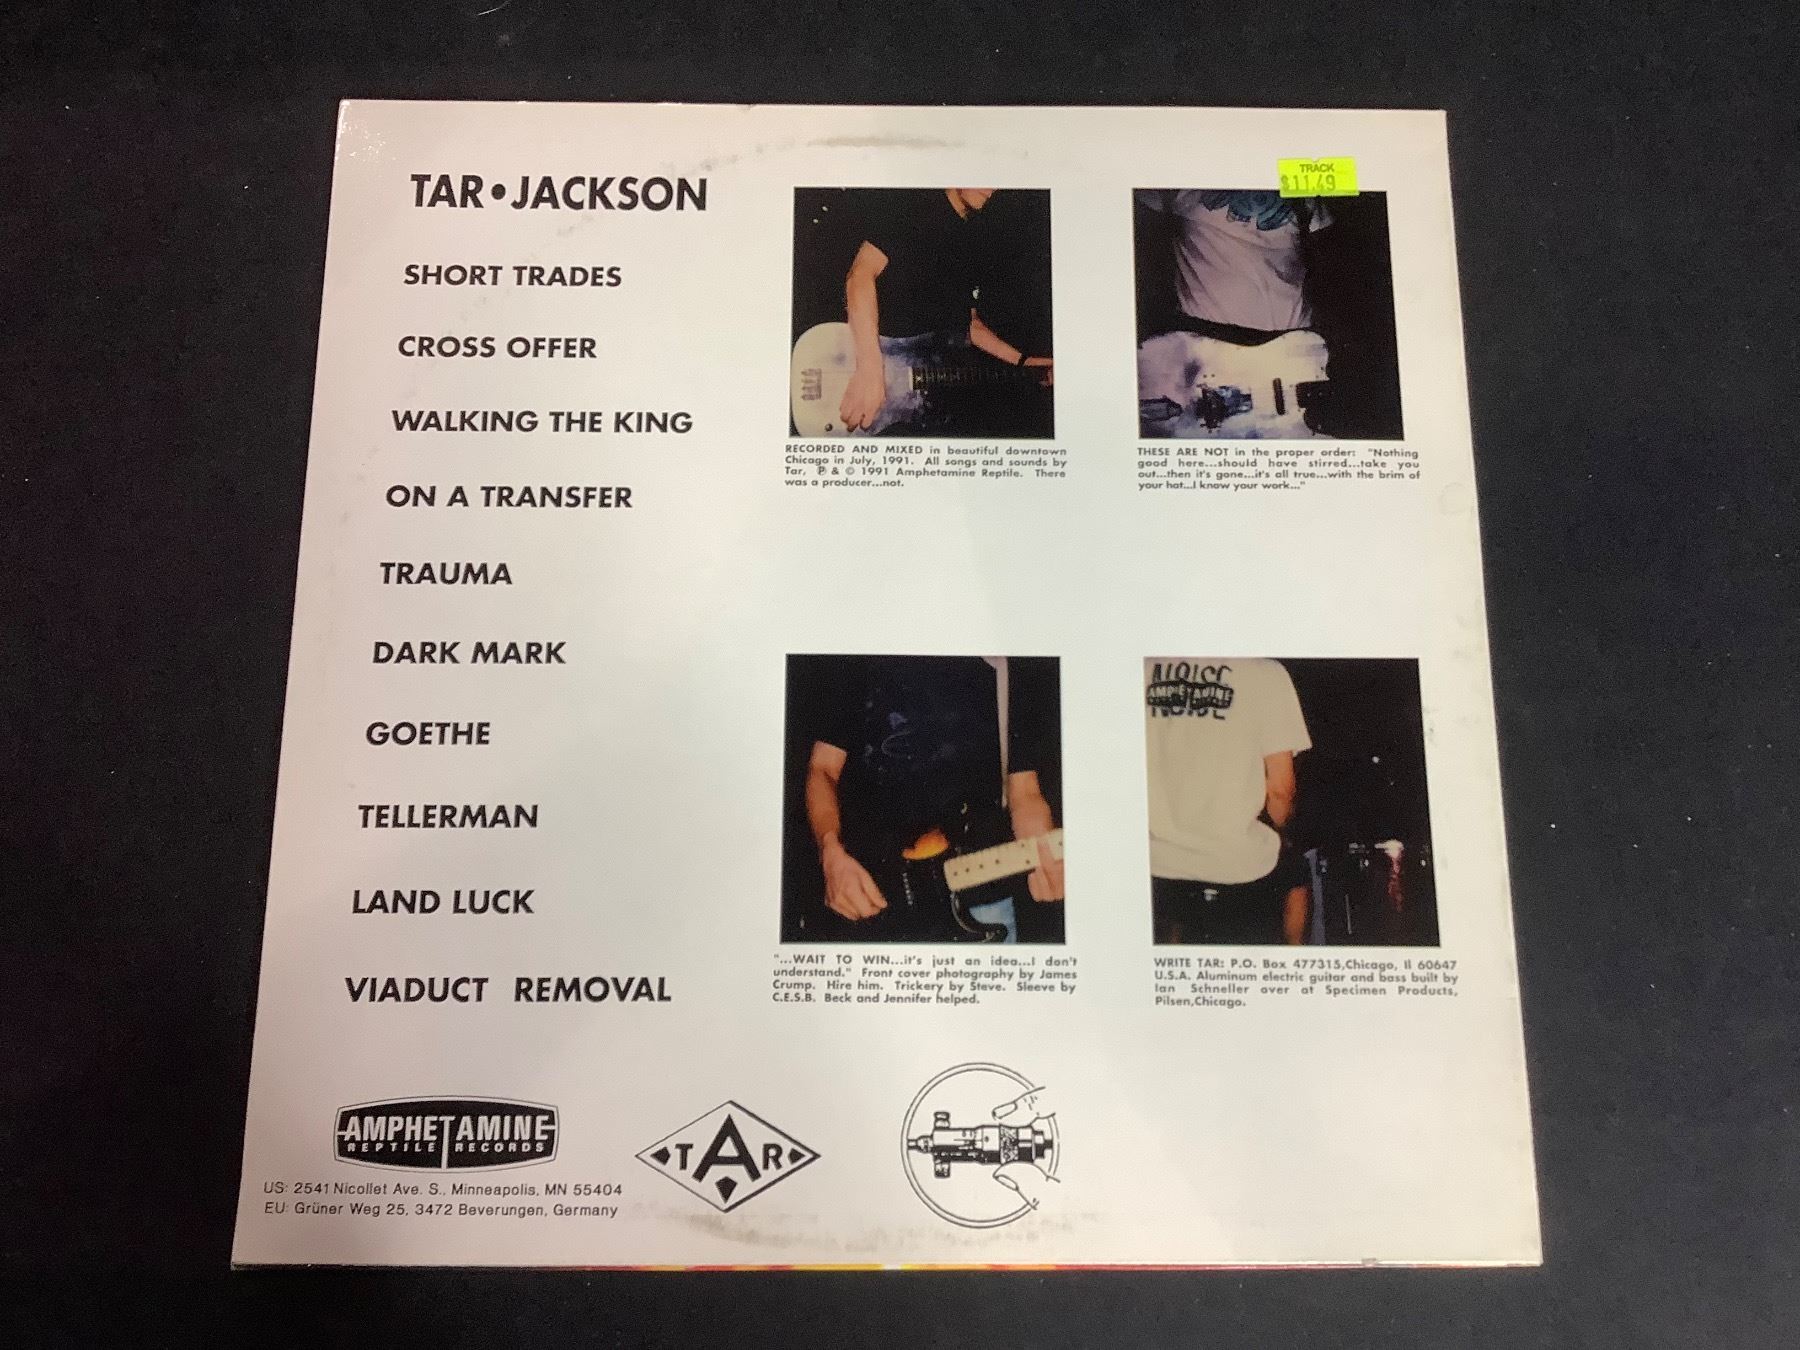 TAR•JACKSON
SHORT TRADES
CROSS OFFER
WALKING THE KING
ON A TRANSFER
TRAUMA
DARK MARK
GOETHE
TELLERMAN
LAND LUCK
VIADUCT REMOVAL
TRACK
$11.49
RECORDED AND MIXED in beautiful downtown
Chicago in July, 1991. All songs and sounds by
Tar, ℗ & © 1991 Amphetamine Reptile. There
was a producer...not.
THESE ARE NOT in the proper order: "Nothing
good here...should have stirred...take you
out...then it's gone...it's all true...with the brim of
your hat...I know your work..."
NOISE
AMPHETAMINE
NOISE
"...WAIT TO WIN...it's just an idea...I don't
understand." Front cover photography by James
Crump. Hire him. Trickery by Steve. Sleeve by
C.E.S.B. Beck and Jennifer helped.
WRITE TAR: P.O. Box 477315,Chicago, Il 60647
U.S.A. Aluminum electric guitar and bass built by
Ian Schneller over at Specimen Products,
Pilsen,Chicago.
AMPHETAMINE
REPTILE RECORDS
US: 2541 Nicollet Ave. S., Minneapolis, MN 55404
EU: Grüner Weg 25, 3472 Beverungen, Germany
TAR